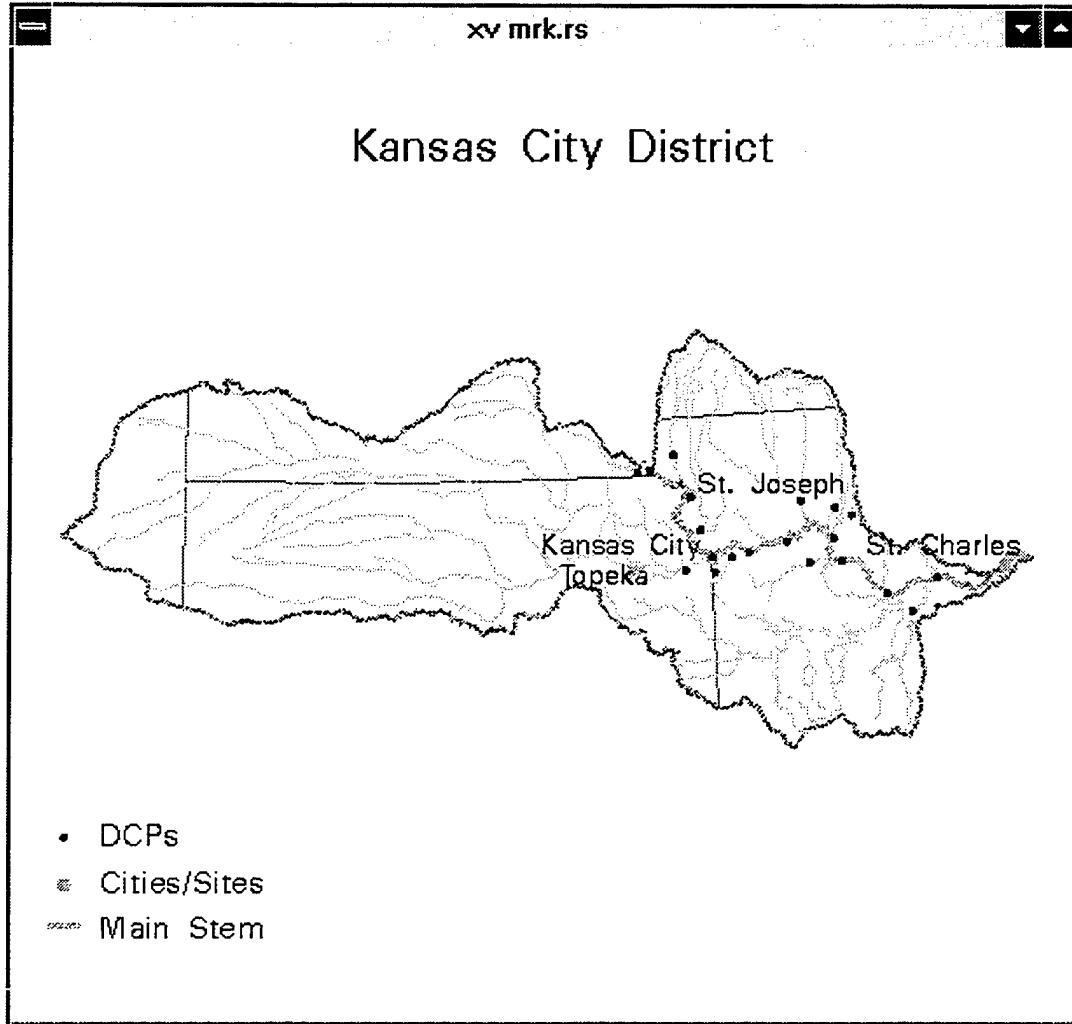 xv mrk.rs
Kansas City District
St. Joseph
Kansas City
St. Charles
Topeka
DCPs
Cities/Sites
Main Stem